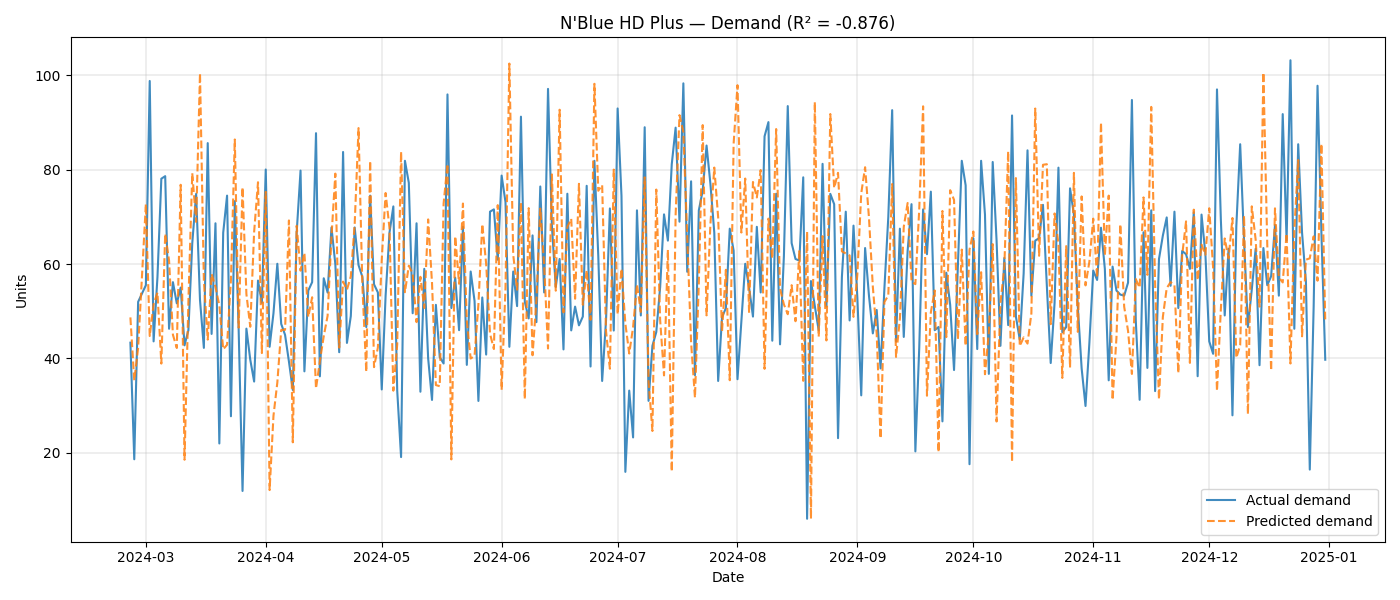 N'Blue HD Plus — Demand (R² = -0.876)
100
80
60
40
20
Units
2024-03 2024-04 2024-05 2024-06 2024-07 2024-08 2024-09 2024-10 2024-11 2024-12 2025-01
Date
Actual demand
Predicted demand